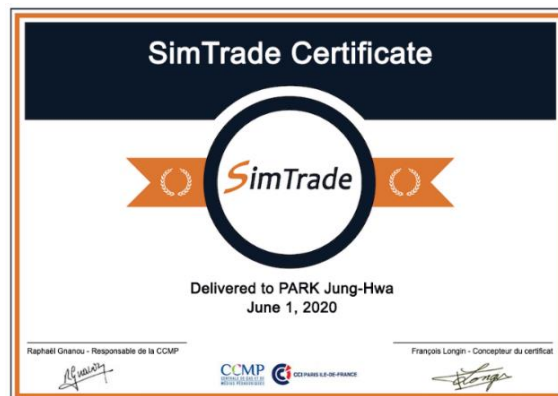 SimTrade Certificate
SimTrade
Delivered to PARK Jung-Hwa
June 1, 2020
Raphaël Gnanou - Responsable de la CCMP
François Longin - Concepteur du certificat
CCMP
CCI PARIS ILE-DE-FRANCE